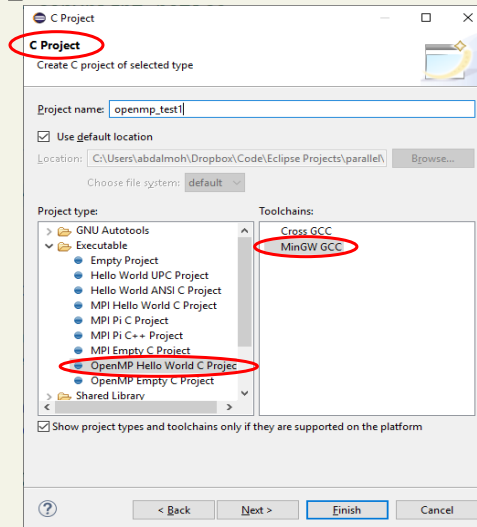 C Project
C Project
Create C project of selected type
Project name: openmp_test1
Use default location
Location: C:\Users\abdalmoh\Dropbox\Code\Eclipse Projects\parallel\ Browse...
Choose file system: default
Project type: Toolchains:
GNU Autotools Cross GCC
Executable MinGW GCC
Empty Project
Hello World UPC Project
Hello World ANSI C Project
MPI Hello World C Project
MPI Pi C Project
MPI Pi C++ Project
MPI Empty C Project
OpenMP Hello World C Projec
OpenMP Empty C Project
Shared Library
Show project types and toolchains only if they are supported on the platform
? < Back Next > Finish Cancel